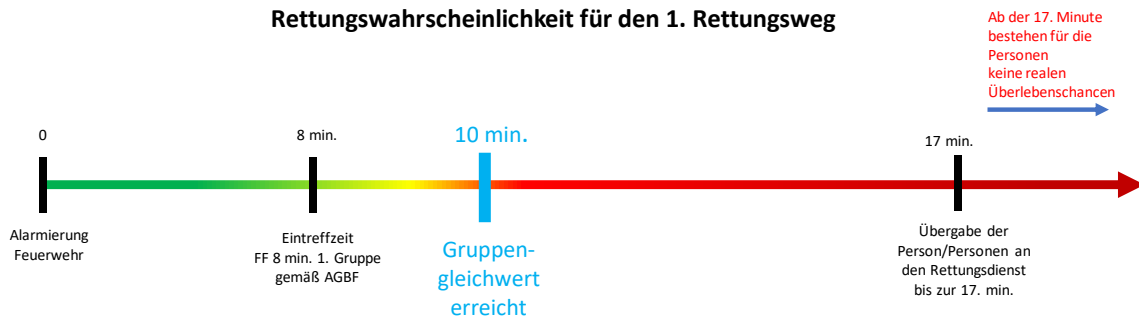 Rettungswahrscheinlichkeit für den 1. Rettungsweg
Ab der 17. Minute
bestehen für die
Personen
keine realen
Überlebenschancen
0
8 min.
10 min.
17 min.
Alarmierung
Feuerwehr
Eintreffzeit
FF 8 min. 1. Gruppe
gemäß AGBF
Gruppen-
gleichwert
erreicht
Übergabe der
Person/Personen an
den Rettungsdienst
bis zur 17. min.